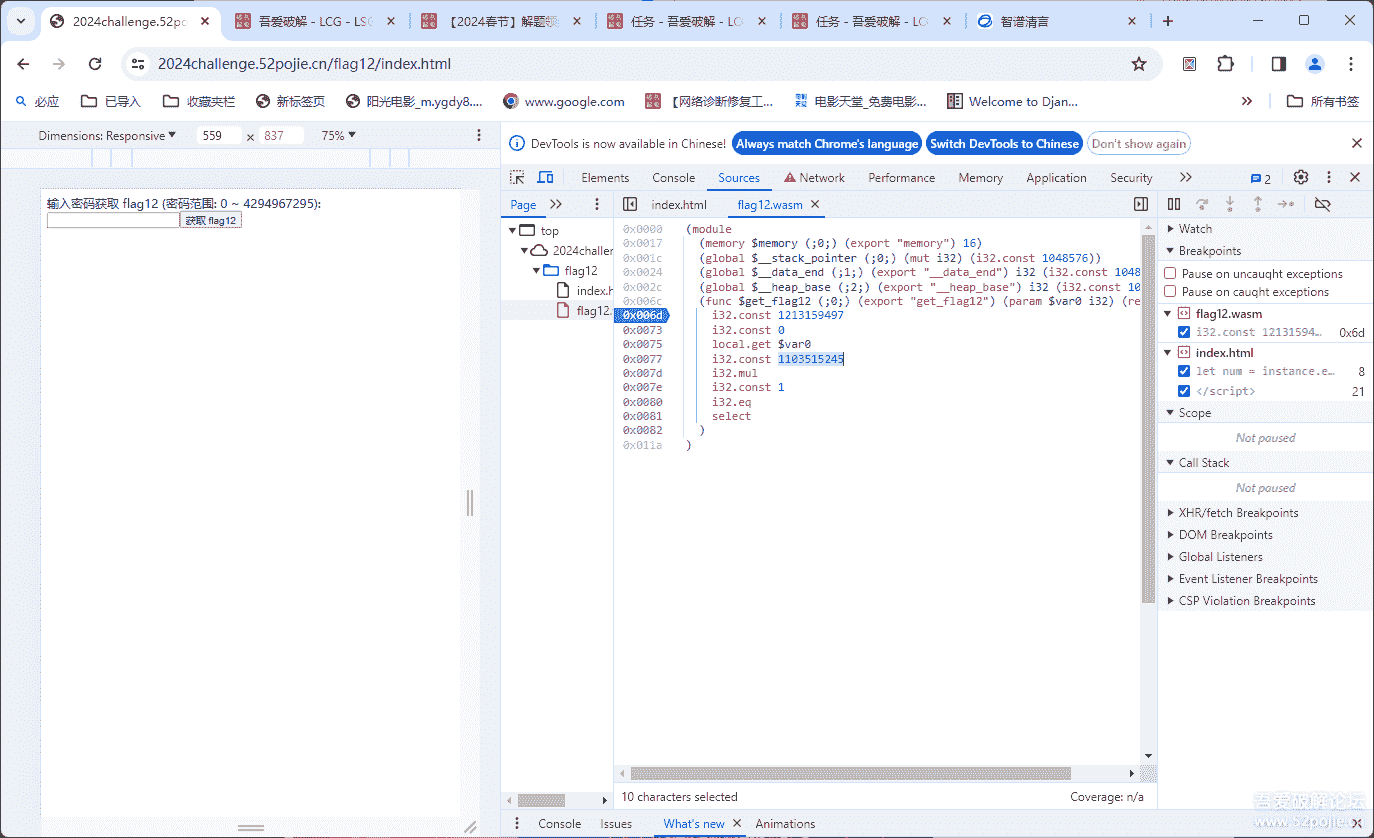 2024challenge.52po
吾爱破解 - LCG - LS
【2024春节】解题领
任务 - 吾爱破解 - LC
任务 - 吾爱破解 - LC
智谱清言
2024challenge.52pojie.cn/flag12/index.html
必应
已导入
收藏夹栏
新标签页
阳光电影_m.ygdy8....
www.google.com
【网络诊断修复工...
电影天堂_免费电影...
Welcome to Djan...
所有书签
Dimensions: Responsive
559
×
837
75%
DevTools is now available in Chinese!
Always match Chrome's language
Switch DevTools to Chinese
Don't show again
Elements
Console
Sources
Network
Performance
Memory
Application
Security
2
Page
index.html
flag12.wasm
输入密码获取 flag12 (密码范围: 0 ~ 4294967295):
获取 flag12
top
2024challer
flag12
index.h
flag12.
0x0000 (module
0x0017 (memory $memory (;0;) (export "memory") 16)
0x001c (global $__stack_pointer (;0;) (mut i32) (i32.const 1048576))
0x0024 (global $__data_end (;1;) (export "__data_end") i32 (i32.const 1048
0x002c (global $__heap_base (;2;) (export "__heap_base") i32 (i32.const 10
0x006c (func $get_flag12 (;0;) (export "get_flag12") (param $var0 i32) (re
0x006d i32.const 1213159497
0x0073 i32.const 0
0x0075 local.get $var0
0x0077 i32.const 1103515245
0x007d i32.mul
0x007e i32.const 1
0x0080 i32.eq
0x0081 select
0x0082 )
0x011a )
Watch
Breakpoints
Pause on uncaught exceptions
Pause on caught exceptions
flag12.wasm
i32.const 12131594... 0x6d
index.html
let num = instance.e... 8
</script> 21
Scope
Not paused
Call Stack
Not paused
XHR/fetch Breakpoints
DOM Breakpoints
Global Listeners
Event Listener Breakpoints
CSP Violation Breakpoints
10 characters selected
Coverage: n/a
Console
Issues
What's new
Animations
吾爱破解论坛
www.52pojie.cn